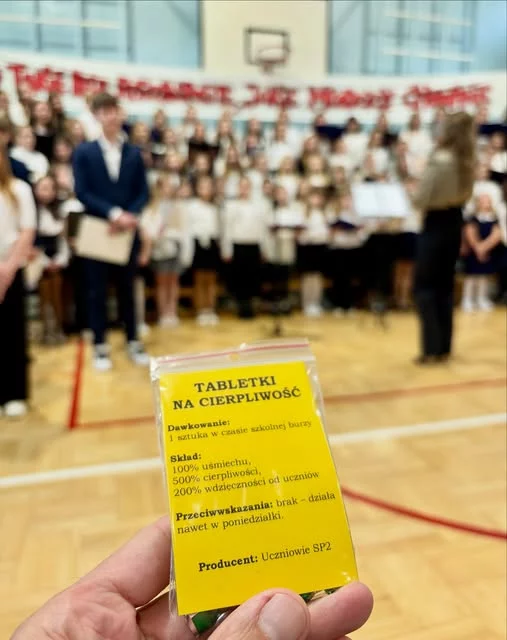 TABLETKI
NA CIERPLIWOŚĆ
Dawkowanie:
1 sztuka w czasie szkolnej burzy
Skład:
100% uśmiechu,
500% cierpliwości,
200% wdzięczności od uczniów
Przeciwwskazania: brak – działa
nawet w poniedziałki.
Producent: Uczniowie SP2